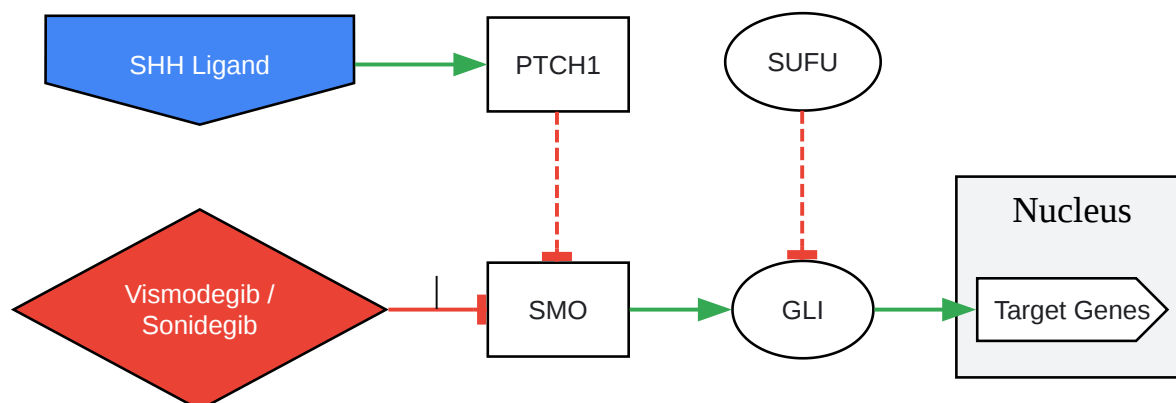 SHH Ligand
PTCH1
SUFU
Nucleus
Vismodegib /
Sonidegib
SMO
GLI
Target Genes